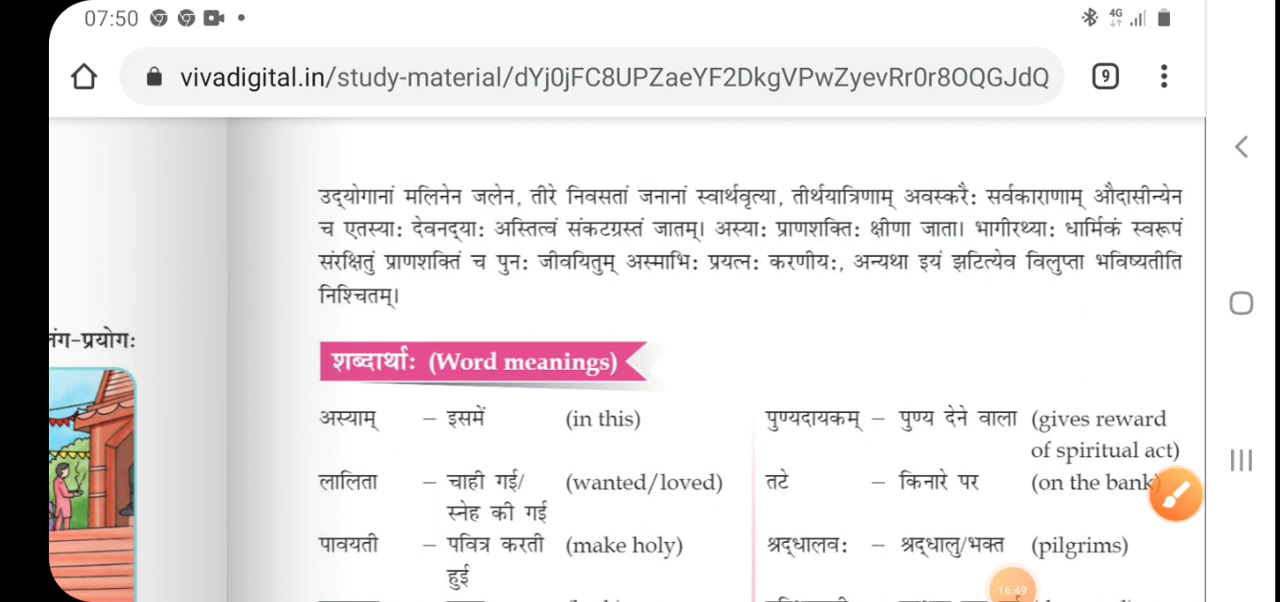 07:50
4G
vivadigital.in/study-material/dYj0jFC8UPZaeYF2DkgVPwZyevRr0r8OQGJdQ
9
उद्योगानां मलिनेन जलेन, तीरे निवसतां जनानां स्वार्थवृत्या, तीर्थयात्रिणाम् अवस्करैः सर्वकाराणाम् औदासीन्येन
च एतस्याः देवनद्याः अस्तित्वं संकटग्रस्तं जातम्। अस्याः प्राणशक्तिः क्षीणा जाता। भागीरथ्याः धार्मिकं स्वरूपं
संरक्षितुं प्राणशक्तिं च पुनः जीवयितुम् अस्माभिः प्रयत्नः करणीयः, अन्यथा इयं झटित्येव विलुप्ता भविष्यतीति
निश्चितम्।
-प्रयोगः
शब्दार्थाः (Word meanings)
अस्याम् – इसमें (in this) पुण्यदायकम् – पुण्य देने वाला (gives reward
of spiritual act)
लालिता – चाही गई/ (wanted/loved) तटे – किनारे पर (on the bank)
स्नेह की गई
पावयती – पवित्र करती (make holy) श्रद्धालवः – श्रद्धालु/भक्त (pilgrims)
हुई
16:49